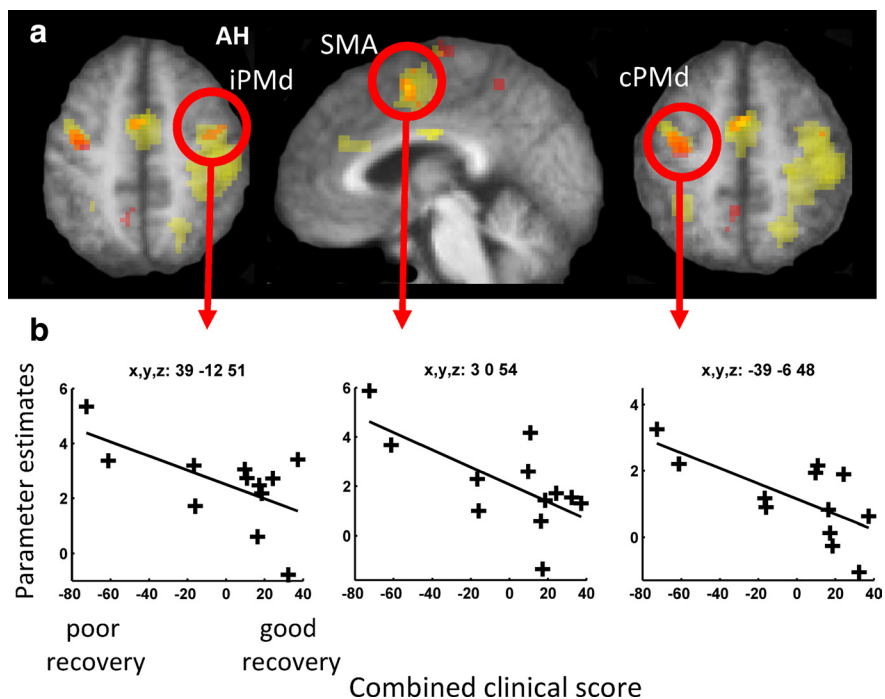 a
AH
iPMd
SMA
cPMd
b
x,y,z: 39 -12 51
x,y,z: 3 0 54
x,y,z: -39 -6 48
Parameter estimates
6
4
2
0
-80 -60 -40 -20 0 20 40
6
4
2
0
-80 -60 -40 -20 0 20 40
4
2
0
-80 -60 -40 -20 0 20 40
poor recovery
good recovery
Combined clinical score